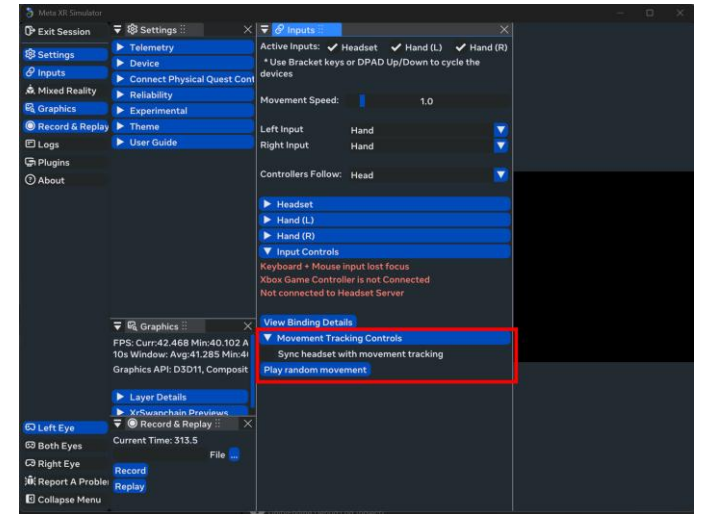 Meta XR Simulator
Exit Session
Settings
Inputs
Mixed Reality
Graphics
Record & Replay
Logs
Plugins
About
Left Eye
Both Eyes
Right Eye
Report A Proble
Collapse Menu
Settings
Telemetry
Device
Connect Physical Quest Cont
Reliability
Experimental
Theme
User Guide
Graphics
FPS: Curr:42.468 Min:40.102 A
10s Window: Avg:41.285 Min:4
Graphics API: D3D11, Composit
Layer Details
XrSwapchain Previews
Record & Replay
Current Time: 313.5
File ...
Record
Replay
Inputs
Active Inputs: Headset Hand (L) Hand (R)
* Use Bracket keys or DPAD Up/Down to cycle the
devices
Movement Speed: 1.0
Left Input Hand
Right Input Hand
Controllers Follow: Head
Headset
Hand (L)
Hand (R)
Input Controls
Keyboard + Mouse input lost focus
Xbox Game Controller is not Connected
Not connected to Headset Server
View Binding Details
Movement Tracking Controls
Sync headset with movement tracking
Play random movement